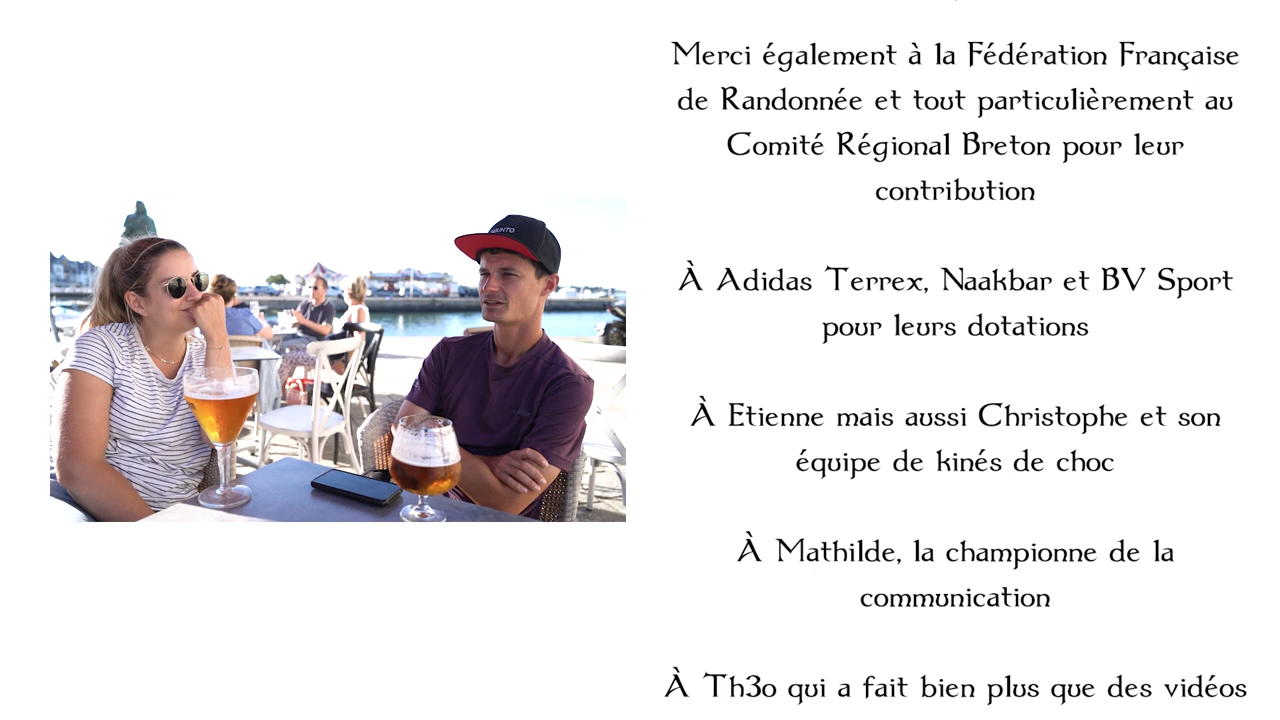 Merci également à la Fédération Française
de Randonnée et tout particulièrement au
Comité Régional Breton pour leur
contribution
À Adidas Terrex, Naakbar et BV Sport
pour leurs dotations
À Etienne mais aussi Christophe et son
équipe de kinés de choc
À Mathilde, la championne de la
communication
À Th3o qui a fait bien plus que des vidéos
SUUNTO